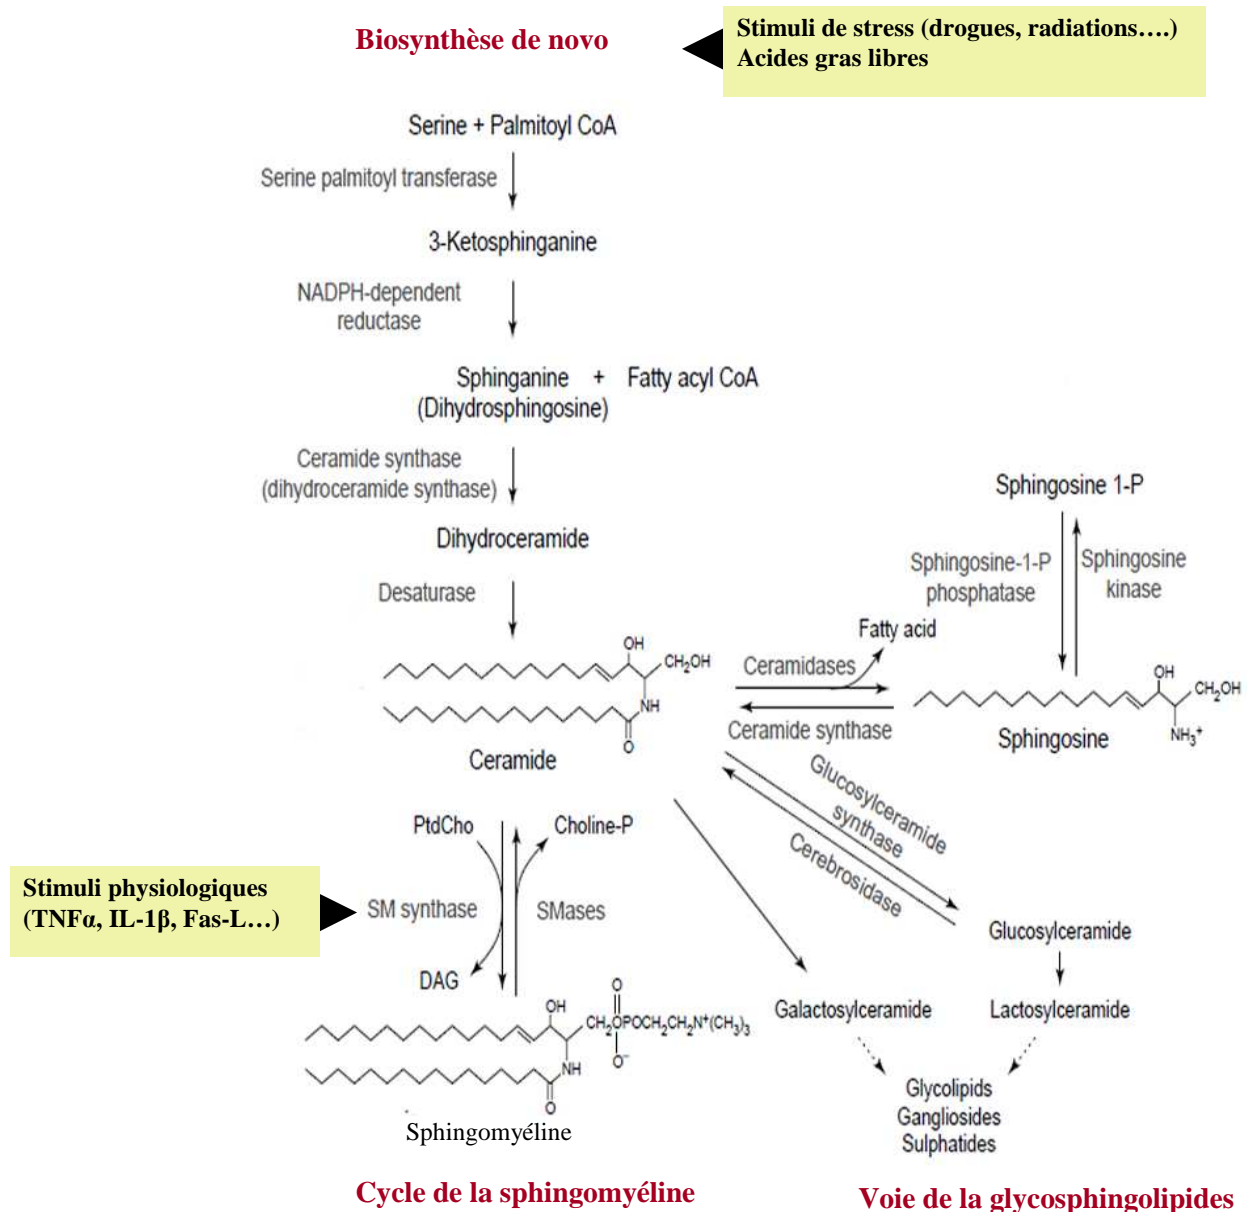 Biosynthèse de novo
Stimuli de stress (drogues, radiations....)
Acides gras libres
Serine + Palmitoyl CoA
Serine palmitoyl transferase
3-Ketosphinganine
NADPH-dependent
reductase
Sphinganine + Fatty acyl CoA
(Dihydrosphingosine)
Ceramide synthase
(dihydroceramide synthase)
Dihydroceramide
Desaturase
Sphingosine 1-P
Sphingosine-1-P
phosphatase
Sphingosine
kinase
Fatty acid
Ceramidases
Ceramide synthase
OH
CH2OH
NH
O
Ceramide
OH
CH2OH
NH3+
Sphingosine
Glucosylceramide
synthase
Cerebrosidase
PtdCho
Choline-P
Stimuli physiologiques
(TNFα, IL-1β, Fas-L…)
SM synthase
SMases
DAG
Glucosylceramide
Galactosylceramide
Lactosylceramide
O
OH
CH2OPOCH2CH2N+(CH3)3
O-
NH
O
Sphingomyéline
Glycolipids
Gangliosides
Sulphatides
Cycle de la sphingomyéline
Voie de la glycosphingolipides